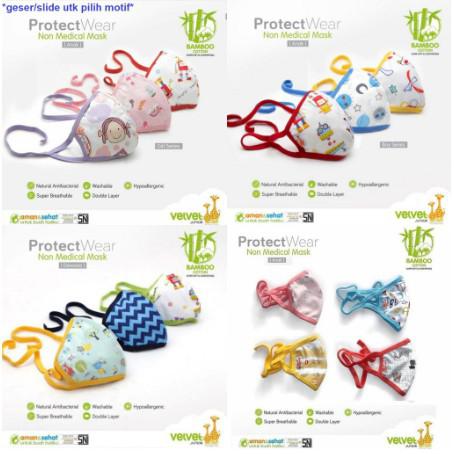 *geser/slide utk pilih motif*
ProtectWear
Non Medical Mask
[ Anak ]
BAMBOO
COTTON
Girl Series
Natural Antibacterial
Washable
Hypoallergenic
Super Breathable
Double Layer
aman&sehat
SNI
VELVET
JUNIOR
ProtectWear
Non Medical Mask
[ Anak ]
BAMBOO
COTTON
Boy Series
Natural Antibacterial
Washable
Hypoallergenic
Super Breathable
Double Layer
aman&sehat
SNI
VELVET
JUNIOR
ProtectWear
Non Medical Mask
BAMBOO
COTTON
Natural Antibacterial
Washable
Hypoallergenic
Super Breathable
Double Layer
aman&sehat
SNI
VELVET
JUNIOR
ProtectWear
Non Medical Mask
[ Anak ]
BAMBOO
COTTON
Natural Antibacterial
Washable
Hypoallergenic
Super Breathable
Double Layer
aman&sehat
SNI
VELVET
JUNIOR